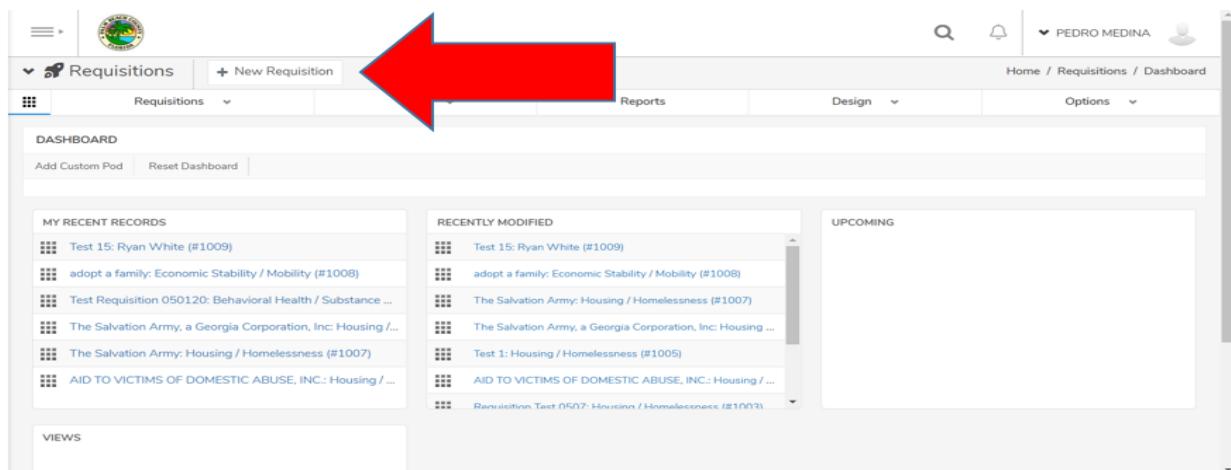 PALM BEACH COUNTY
FLORIDA
PEDRO MEDINA
Requisitions
+ New Requisition
Home / Requisitions / Dashboard
Requisitions
Reports
Design
Options
DASHBOARD
Add Custom Pod
Reset Dashboard
MY RECENT RECORDS
Test 15: Ryan White (#1009)
adopt a family: Economic Stability / Mobility (#1008)
Test Requisition 050120: Behavioral Health / Substance ...
The Salvation Army, a Georgia Corporation, Inc: Housing /...
The Salvation Army: Housing / Homelessness (#1007)
AID TO VICTIMS OF DOMESTIC ABUSE, INC.: Housing / ...
RECENTLY MODIFIED
Test 15: Ryan White (#1009)
adopt a family: Economic Stability / Mobility (#1008)
The Salvation Army: Housing / Homelessness (#1007)
The Salvation Army, a Georgia Corporation, Inc: Housing ...
Test 1: Housing / Homelessness (#1005)
AID TO VICTIMS OF DOMESTIC ABUSE, INC.: Housing / ...
Requisition Test 0507: Housing / Homelessness (#1003)
UPCOMING
VIEWS